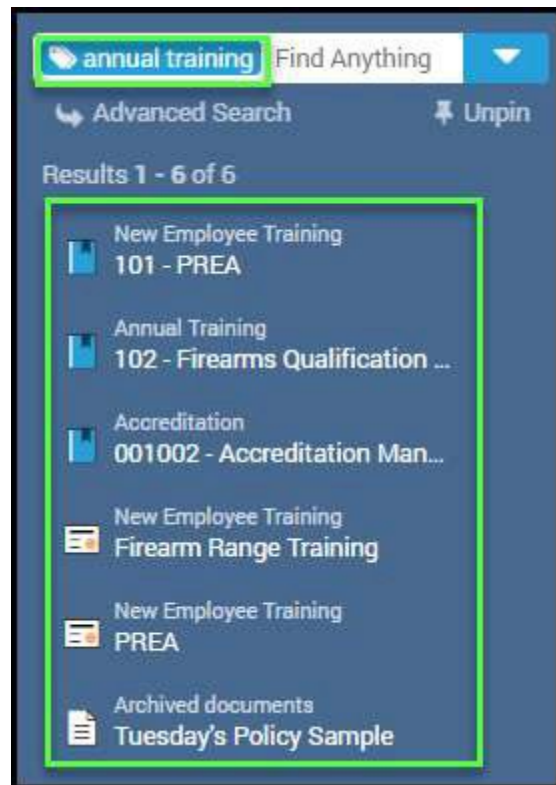 annual training Find Anything
Advanced Search Unpin
Results 1 - 6 of 6
New Employee Training
101 - PREA
Annual Training
102 - Firearms Qualification ...
Accreditation
001002 - Accreditation Man...
New Employee Training
Firearm Range Training
New Employee Training
PREA
Archived documents
Tuesday's Policy Sample